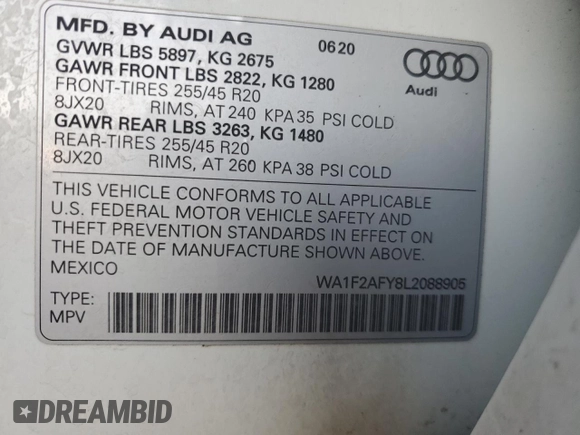 MFD. BY AUDI AG 0620
GVWR LBS 5897, KG 2675
GAWR FRONT LBS 2822, KG 1280
FRONT-TIRES 255/45 R20
8JX20 RIMS, AT 240 KPA 35 PSI COLD
GAWR REAR LBS 3263, KG 1480
REAR-TIRES 255/45 R20
8JX20 RIMS, AT 260 KPA 38 PSI COLD
Audi
THIS VEHICLE CONFORMS TO ALL APPLICABLE
U.S. FEDERAL MOTOR VEHICLE SAFETY AND
THEFT PREVENTION STANDARDS IN EFFECT ON
THE DATE OF MANUFACTURE SHOWN ABOVE.
MEXICO
WA1F2AFY8L2088906
TYPE:
MPV
DREAMBID